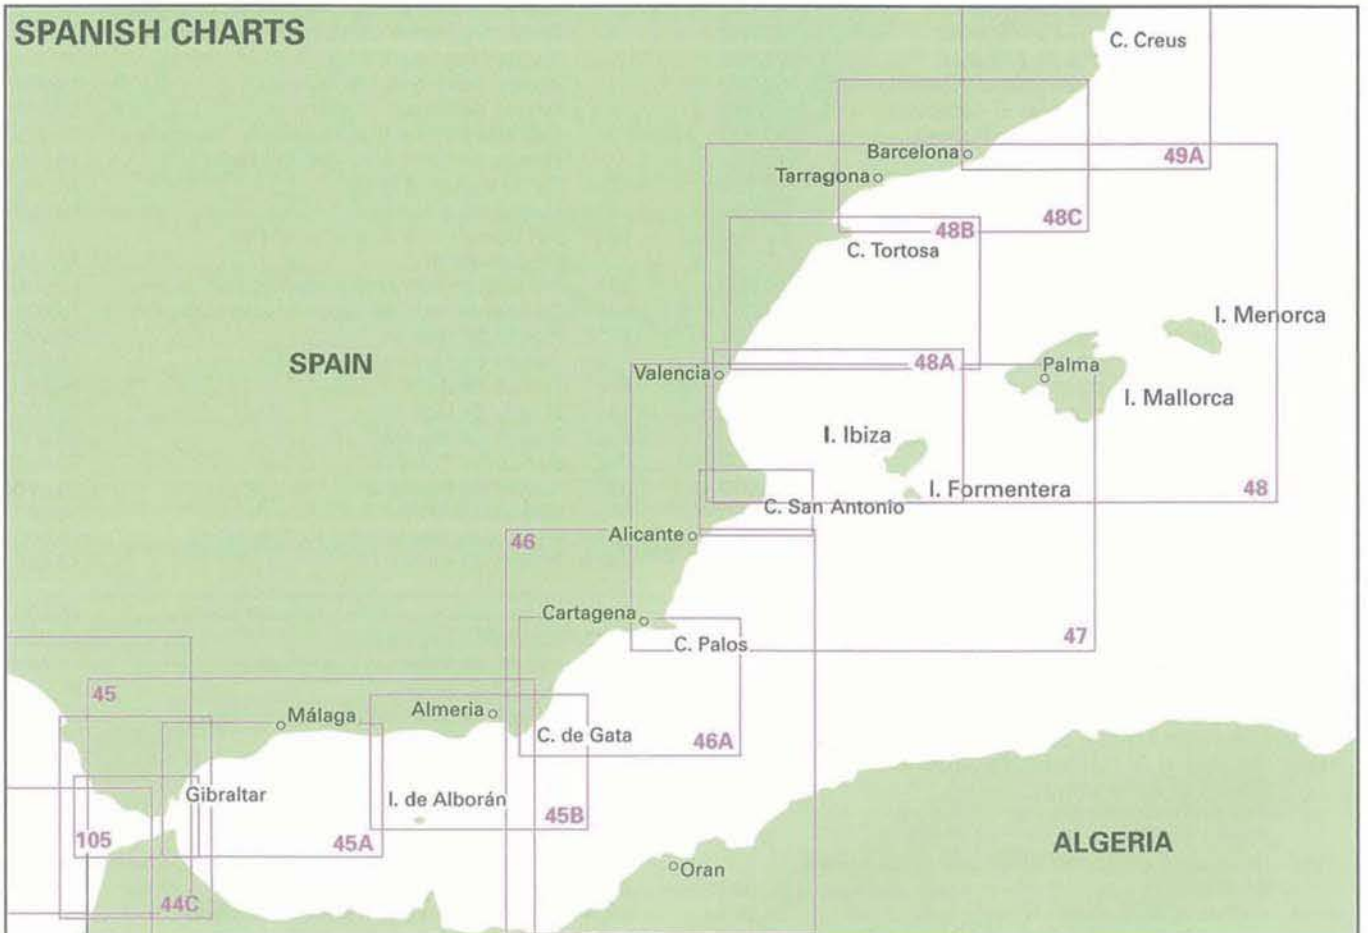 SPANISH CHARTS
C. Creus
Barcelona
49A
Tarragona
48C
48B
C. Tortosa
I. Menorca
SPAIN
48A
Palma
Valencia
I. Mallorca
I. Ibiza
I. Formentera
48
C. San Antonio
Alicante
46
Cartagena
47
C. Palos
45
Almeria
Málaga
C. de Gata
46A
Gibraltar
I. de Alborán
45B
105
45A
ALGERIA
Oran
44C